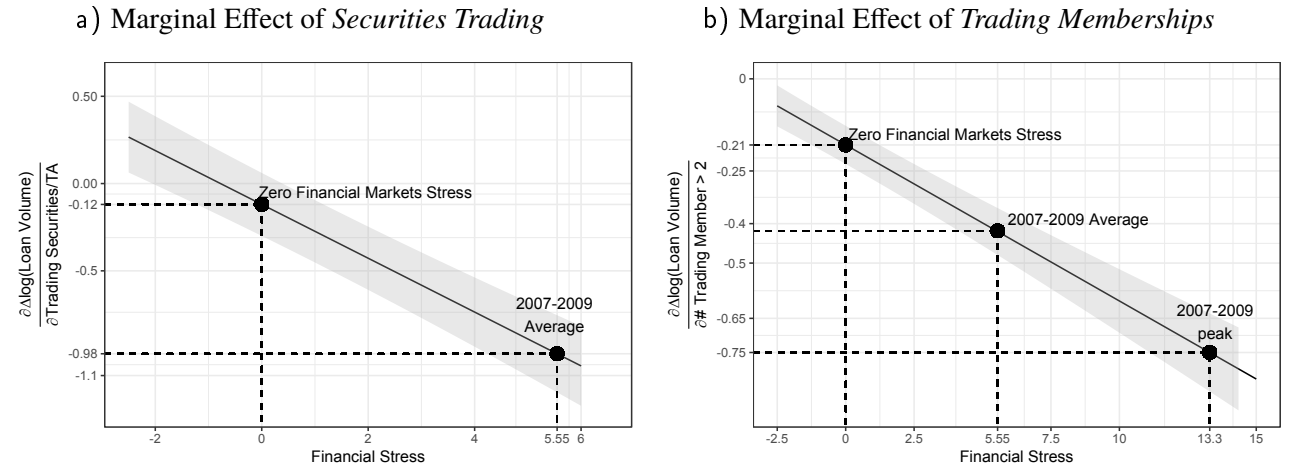 a) Marginal Effect of Securities Trading
∂Δlog(Loan Volume)
∂Trading Securities/TA
0.50
0.00
-0.12
-0.5
-0.98
-1.1
Zero Financial Markets Stress
2007-2009
Average
-2
0
2
4
5.55
6
Financial Stress
b) Marginal Effect of Trading Memberships
∂Δlog(Loan Volume)
∂# Trading Member > 2
0
-0.21
-0.25
-0.4
-0.5
-0.65
-0.75
Zero Financial Markets Stress
2007-2009 Average
2007-2009
peak
-2.5
0
2.5
5.55
7.5
10
13.3
15
Financial Stress